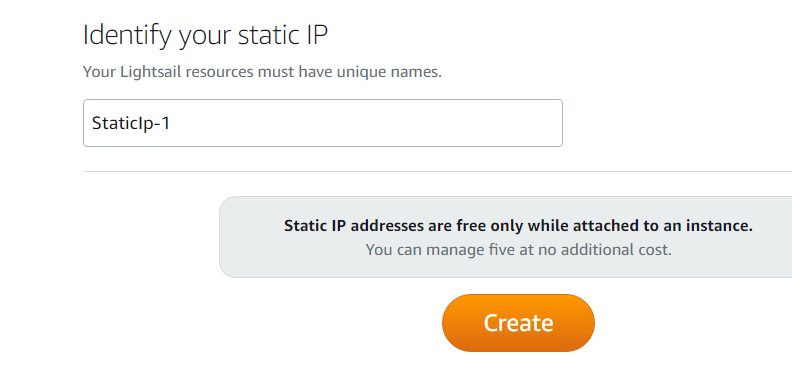 Identify your static IP
Your Lightsail resources must have unique names.
StaticIp-1
Static IP addresses are free only while attached to an instance.
You can manage five at no additional cost.
Create